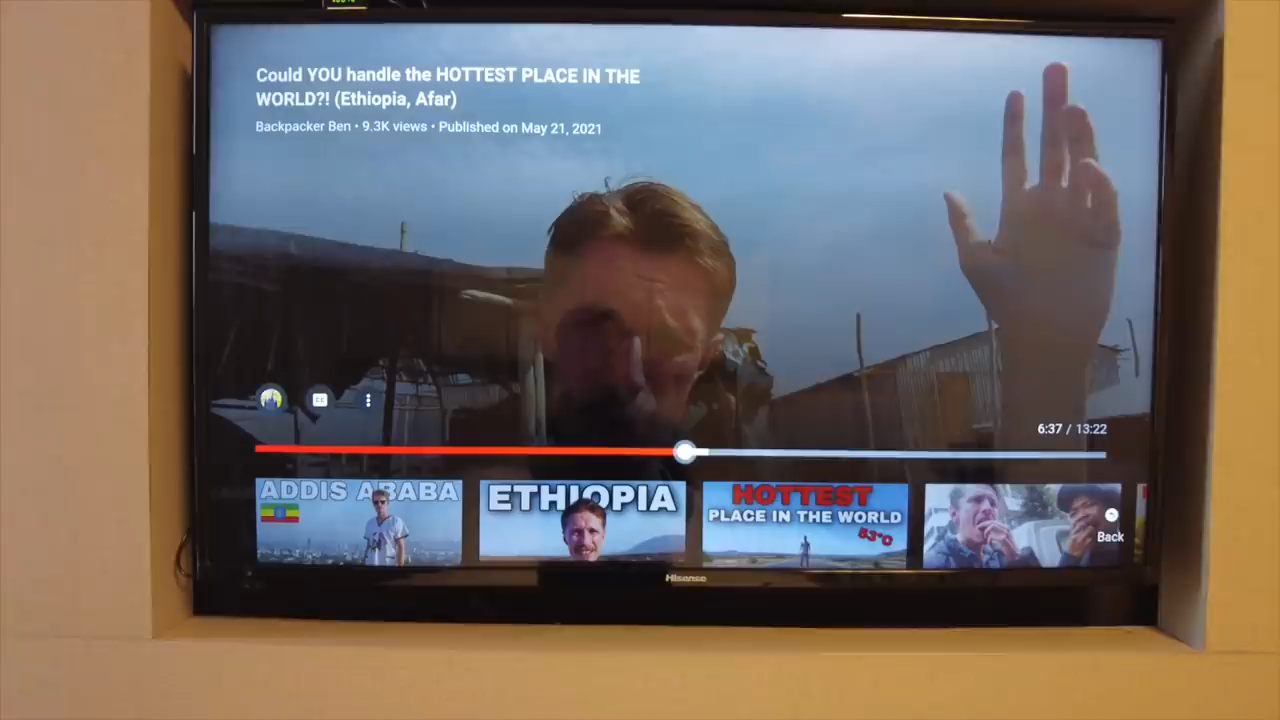 Could YOU handle the HOTTEST PLACE IN THE
WORLD?! (Ethiopia, Afar)
Backpacker Ben • 9.3K views • Published on May 21, 2021
CC
6:37 / 13:22
ADDIS ABABA
ETHIOPIA
HOTTEST
PLACE IN THE WORLD
53°C
Back
Hisense